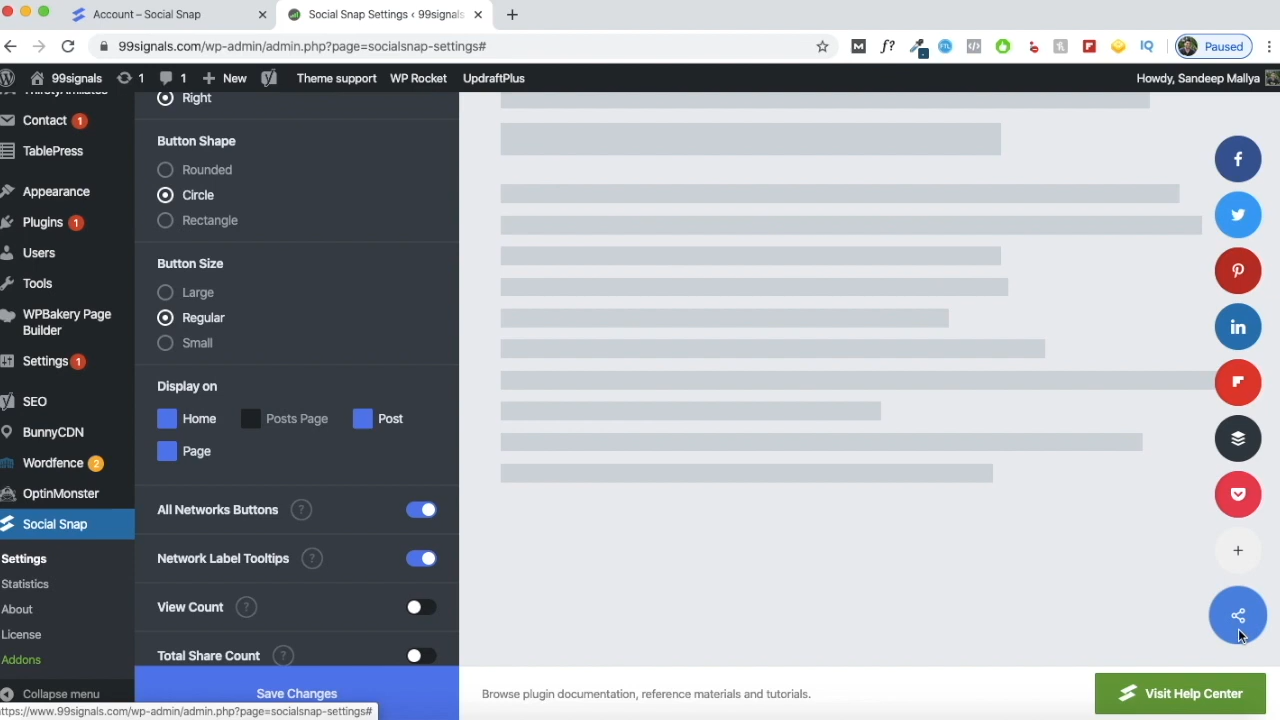 Account – Social Snap
Social Snap Settings ‹ 99signals
99signals.com/wp-admin/admin.php?page=socialsnap-settings#
M
f?
IQ
Paused
99signals
1
1
New
Theme support
WP Rocket
UpdraftPlus
Howdy, Sandeep Mallya
ThirstyAffiliates
Contact 1
TablePress
Appearance
Plugins 1
Users
Tools
WPBakery Page
Builder
Settings 1
SEO
BunnyCDN
Wordfence 2
OptinMonster
Social Snap
Settings
Statistics
About
License
Addons
Collapse menu
Right
Button Shape
Rounded
Circle
Rectangle
Button Size
Large
Regular
Small
Display on
Home
Posts Page
Post
Page
All Networks Buttons ?
Network Label Tooltips ?
View Count ?
Total Share Count ?
Save Changes
Browse plugin documentation, reference materials and tutorials.
Visit Help Center
ttps://www.99signals.com/wp-admin/admin.php?page=socialsnap-settings#